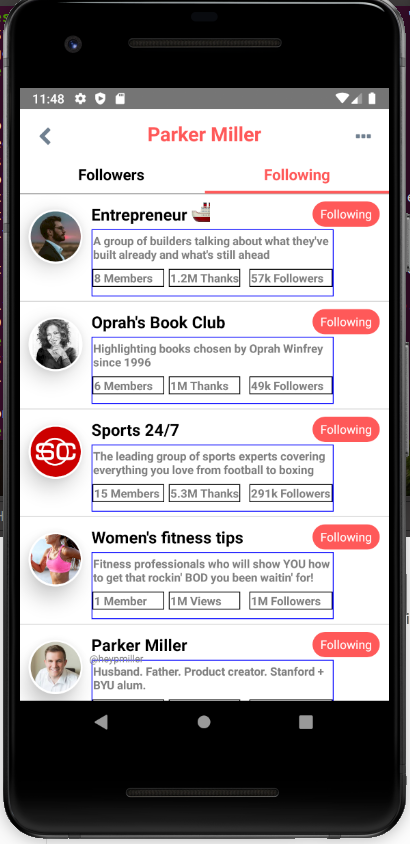 11:48
Parker Miller
Followers
Following
Entrepreneur
Following
A group of builders talking about what they've
built already and what's still ahead
8 Members
1.2M Thanks
57k Followers
Oprah's Book Club
Following
Highlighting books chosen by Oprah Winfrey
since 1996
6 Members
1M Thanks
49k Followers
SC
Sports 24/7
Following
The leading group of sports experts covering
everything you love from football to boxing
15 Members
5.3M Thanks
291k Followers
Women's fitness tips
Following
Fitness professionals who will show YOU how
to get that rockin' BOD you been waitin' for!
1 Member
1M Views
1M Followers
Parker Miller
Following
@heypmiller
Husband. Father. Product creator. Stanford +
BYU alum.